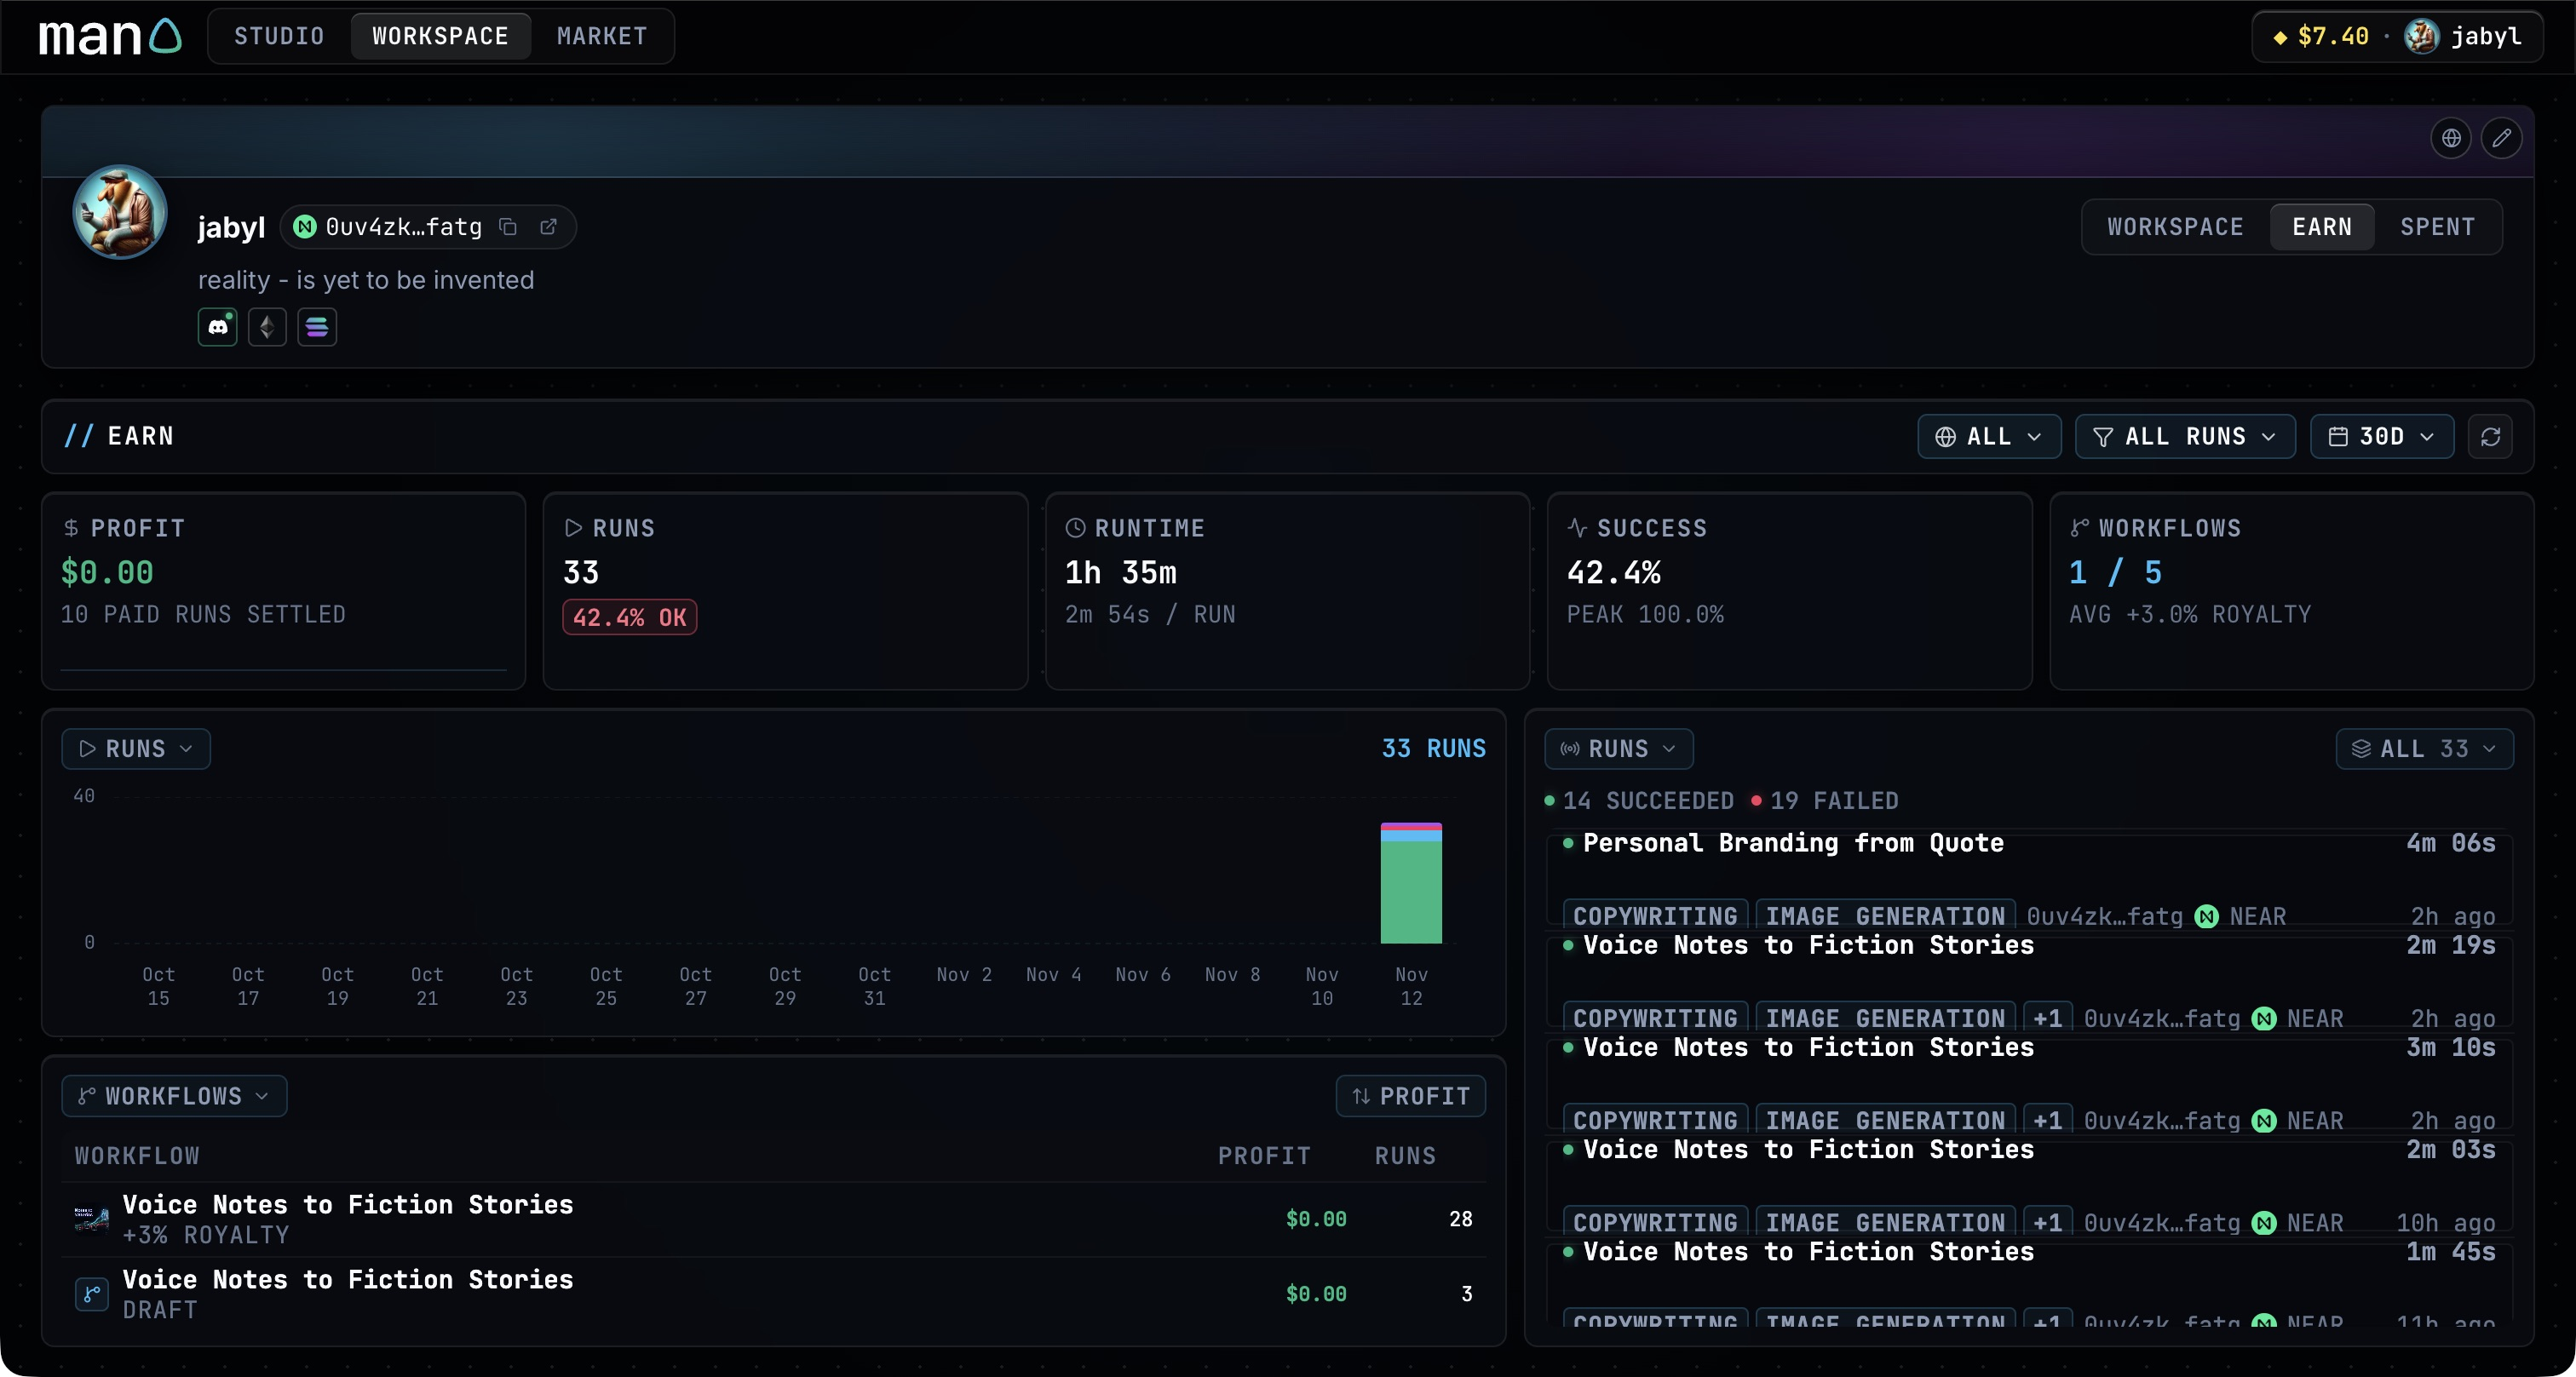 mano
STUDIO WORKSPACE MARKET
$7.40 · jabyl
jabyl 0uv4zk…fatg
WORKSPACE EARN SPENT
reality - is yet to be invented
// EARN
ALL ALL RUNS 30D
PROFIT
$0.00
10 PAID RUNS SETTLED
RUNS
33
42.4% OK
RUNTIME
1h 35m
2m 54s / RUN
SUCCESS
42.4%
PEAK 100.0%
WORKFLOWS
1 / 5
AVG +3.0% ROYALTY
RUNS 33 RUNS
40
0
Oct 15 Oct 17 Oct 19 Oct 21 Oct 23 Oct 25 Oct 27 Oct 29 Oct 31 Nov 2 Nov 4 Nov 6 Nov 8 Nov 10 Nov 12
WORKFLOWS PROFIT
WORKFLOW PROFIT RUNS
Voice Notes to Fiction Stories $0.00 28
+3% ROYALTY
Voice Notes to Fiction Stories $0.00 3
DRAFT
RUNS ALL 33
14 SUCCEEDED 19 FAILED
Personal Branding from Quote 4m 06s
COPYWRITING IMAGE GENERATION 0uv4zk…fatg NEAR 2h ago
Voice Notes to Fiction Stories 2m 19s
COPYWRITING IMAGE GENERATION +1 0uv4zk…fatg NEAR 2h ago
Voice Notes to Fiction Stories 3m 10s
COPYWRITING IMAGE GENERATION +1 0uv4zk…fatg NEAR 2h ago
Voice Notes to Fiction Stories 2m 03s
COPYWRITING IMAGE GENERATION +1 0uv4zk…fatg NEAR 10h ago
Voice Notes to Fiction Stories 1m 45s
COPYWRITING IMAGE GENERATION +1 0uv4zk…fatg NEAR 11h ago